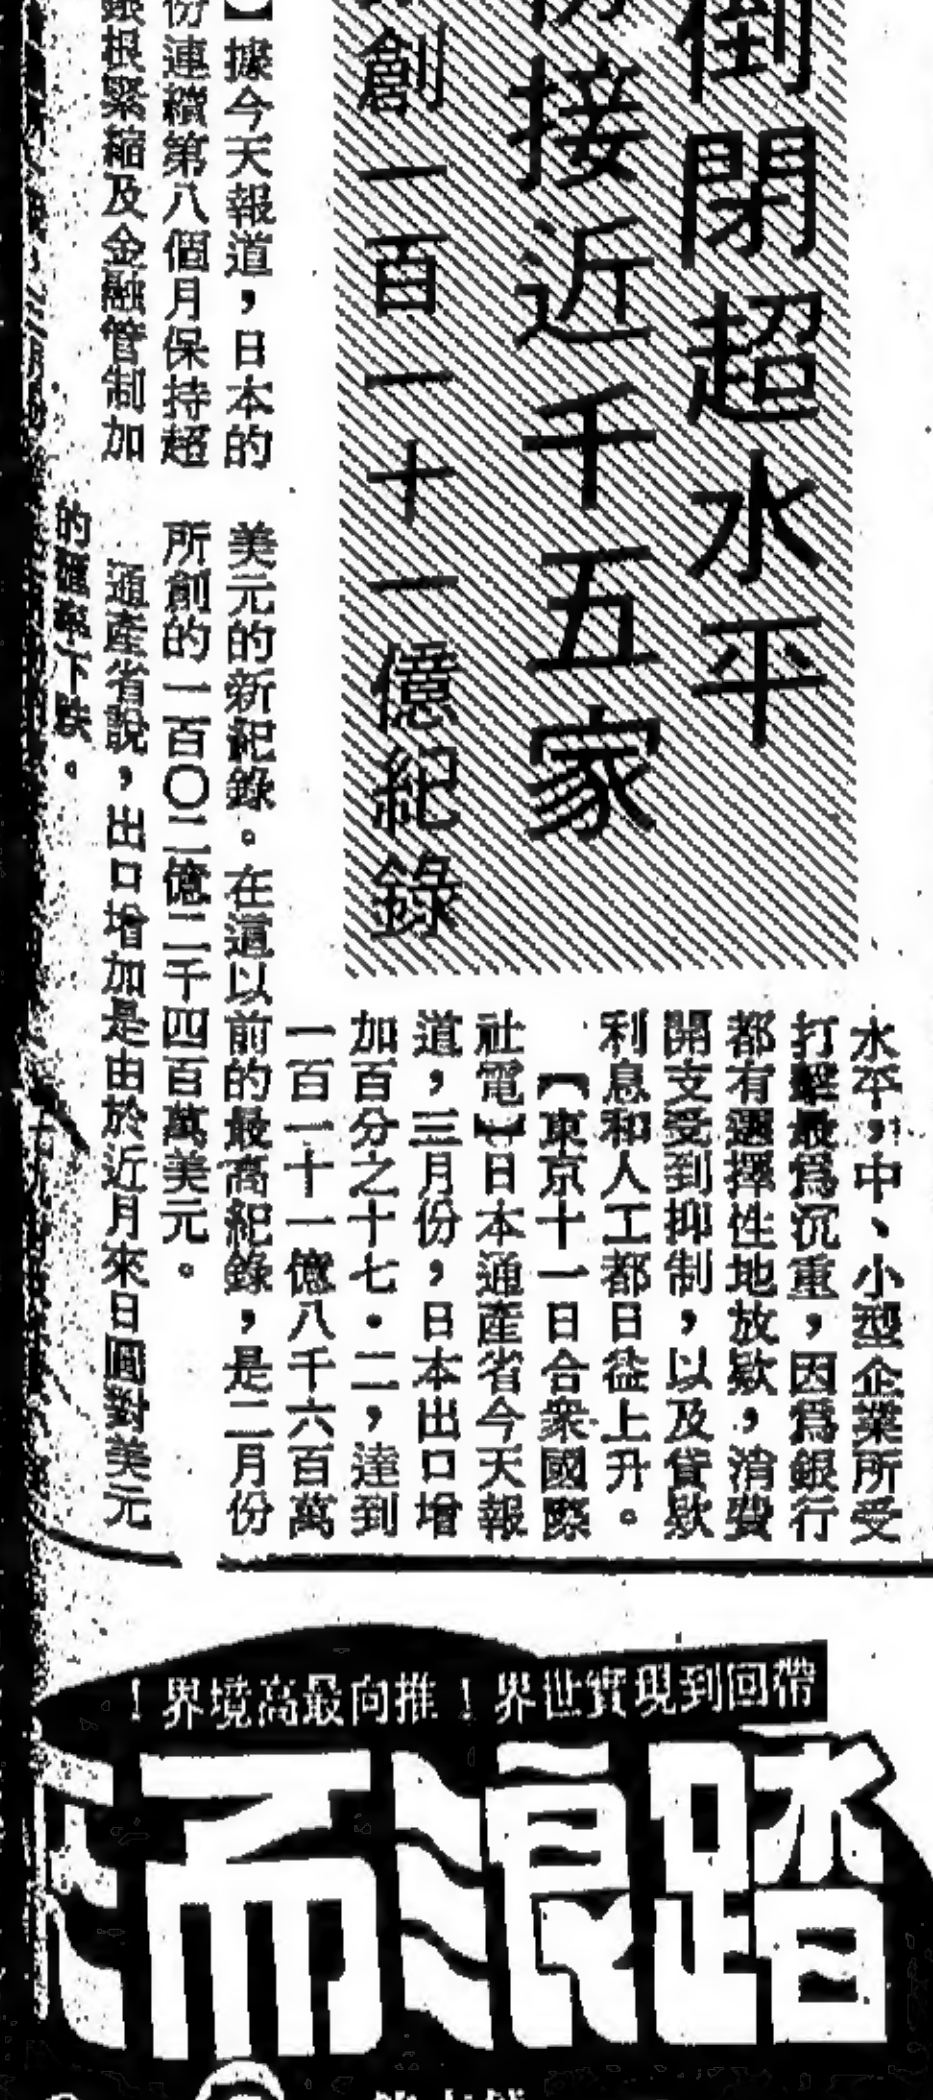 倒閉超水平
份接近千五家
創一百一十一億紀錄
】據今天報道，日本的
份連續第八個月保持超
銀根緊縮及金融管制加
水平，中、小型企業所受
打擊最爲沉重，因爲銀行
都有選擇性地放欵，消費
開支受到抑制，以及貸欵
利息和人工都日益上升。
【東京十一日合衆國際
社電】日本通產省今天報
道，三月份，日本出口增
加百分之十七・二，達到
一百一十一億八千六百萬
美元的新紀錄。在這以前的最高紀錄，是二月份
所創的一百〇二億二千四百萬美元。
通產省說，出口增加是由於近月來日圓對美元
的匯率下跌。
帶回到現實世界！推向最高境界！
踏浪而